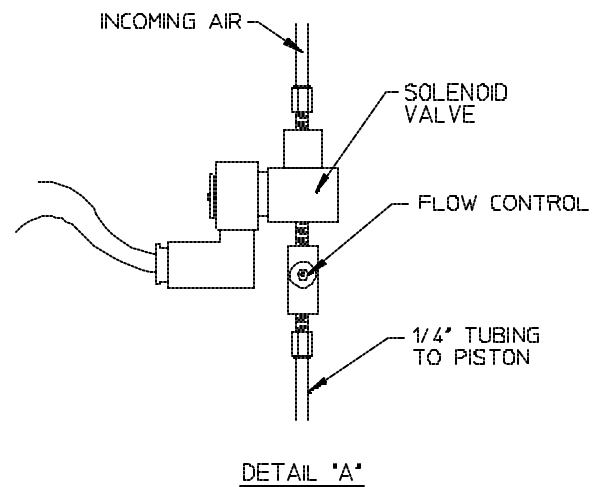 INCOMING AIR
SOLENOID
VALVE
FLOW CONTROL
1/4" TUBING
TO PISTON
DETAIL "A"